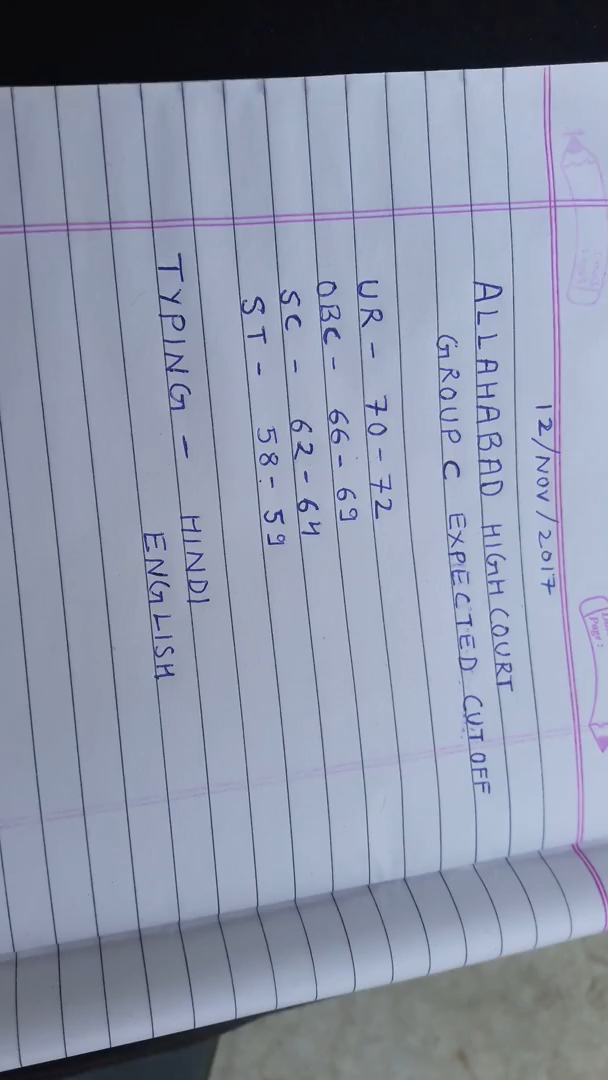 12/NOV/2017
ALLAHABAD HIGH COURT
GROUP C EXPECTED CUT OFF
UR - 70-72
OBC - 66-69
SC - 62-64
ST - 58-59
TYPING - HINDI
ENGLISH
Page: